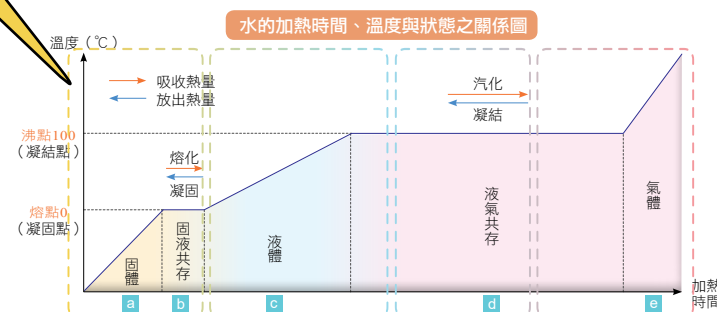 水的加熱時間、溫度與狀態之關係圖
溫度（℃）
吸收熱量
放出熱量
汽化
凝結
沸點100
（凝結點）
熔化
凝固
熔點0
（凝固點）
固體
固液共存
液體
液氣共存
氣體
加熱
時間
a
b
c
d
e